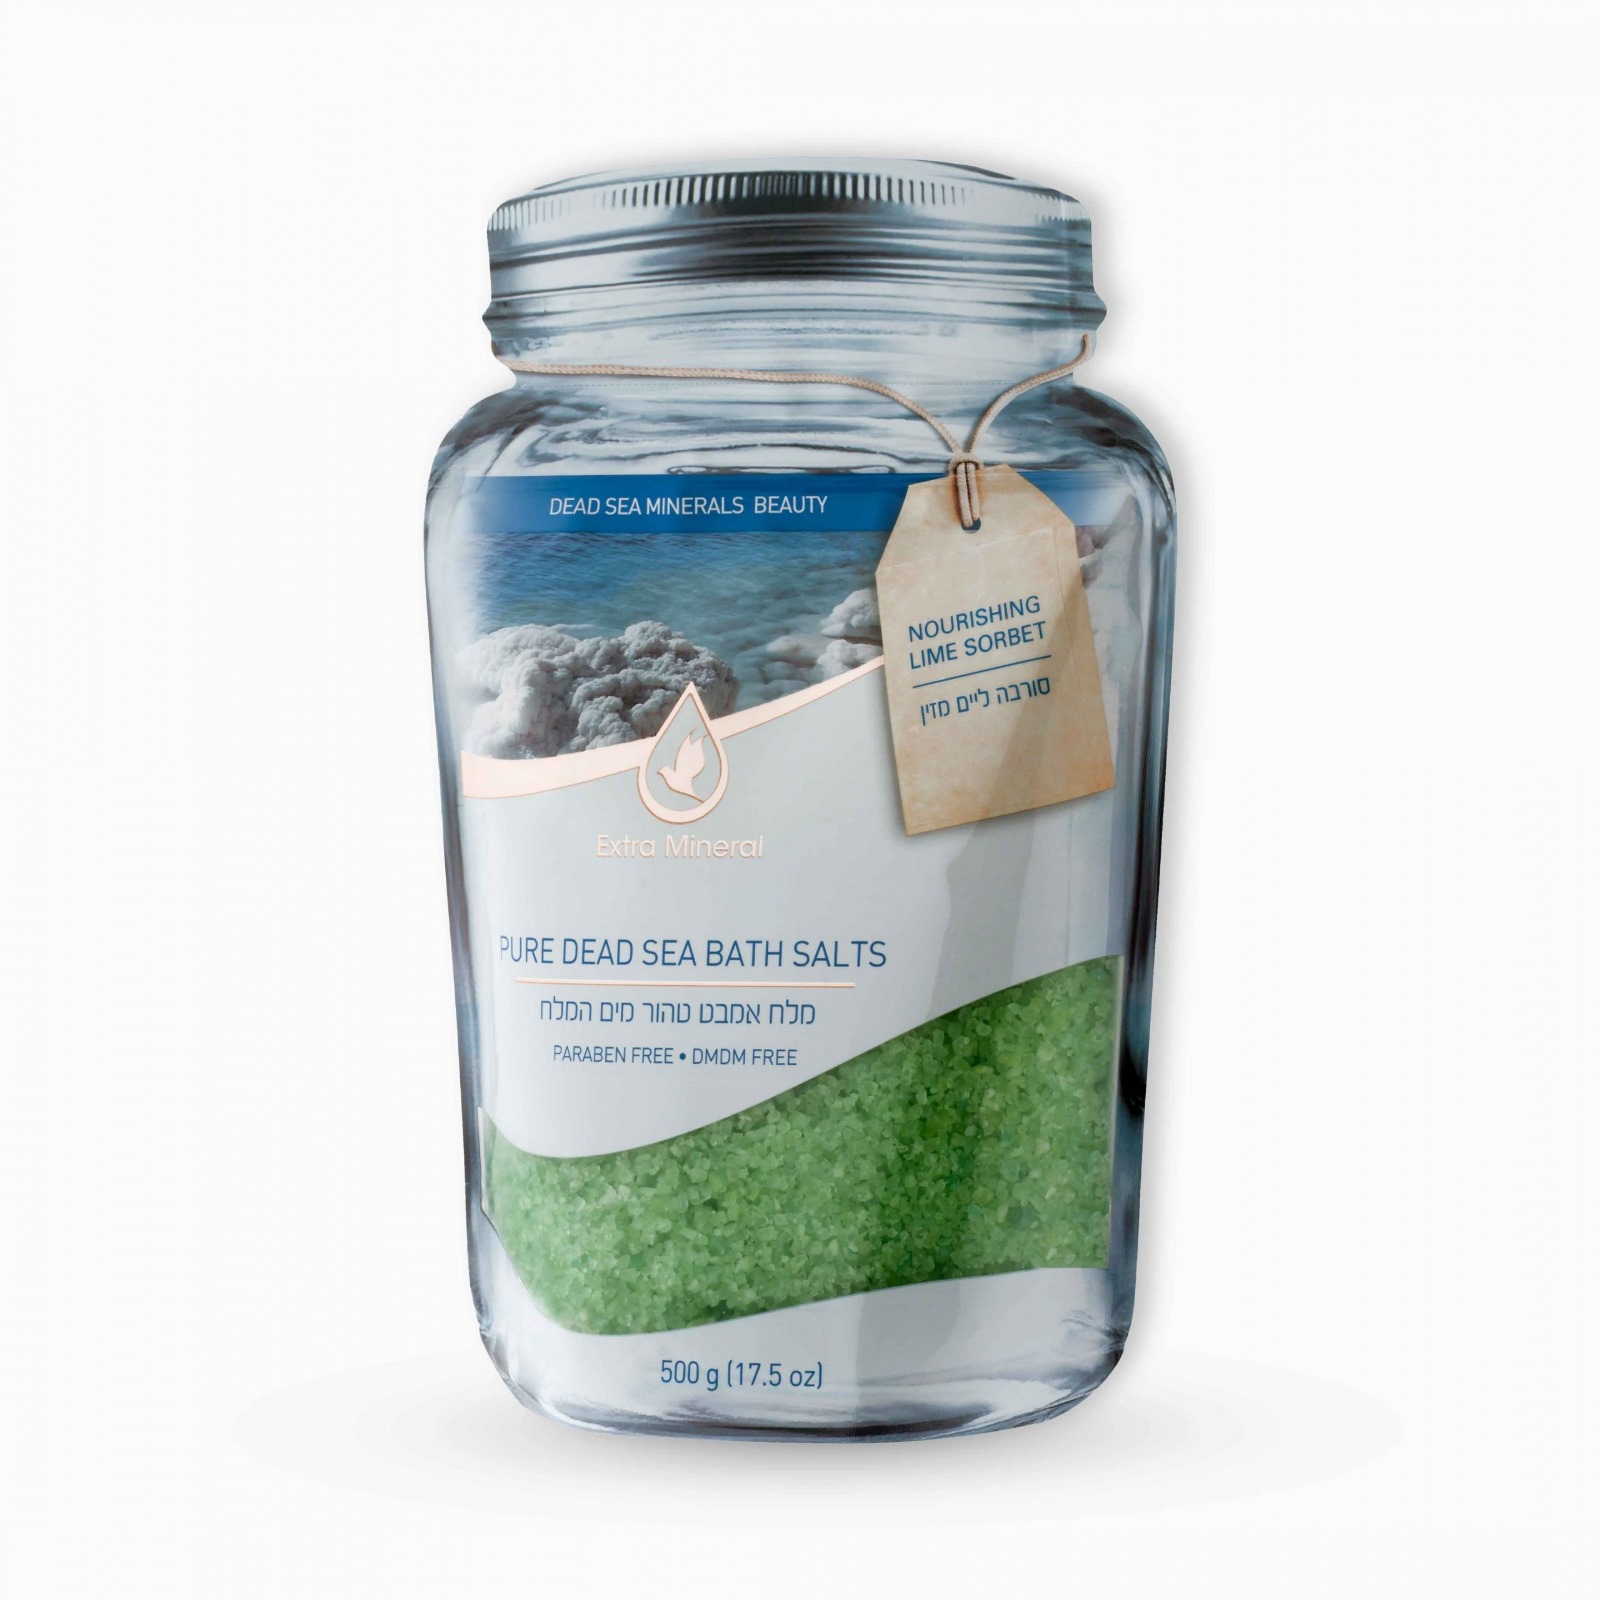 DEAD SEA MINERALS BEAUTY
NOURISHING
LIME SORBET
סורבה ליים מזין
Extra Mineral
PURE DEAD SEA BATH SALTS
מלח אמבט טהור מים המלח
PARABEN FREE • DMDM FREE
500 g (17.5 oz)